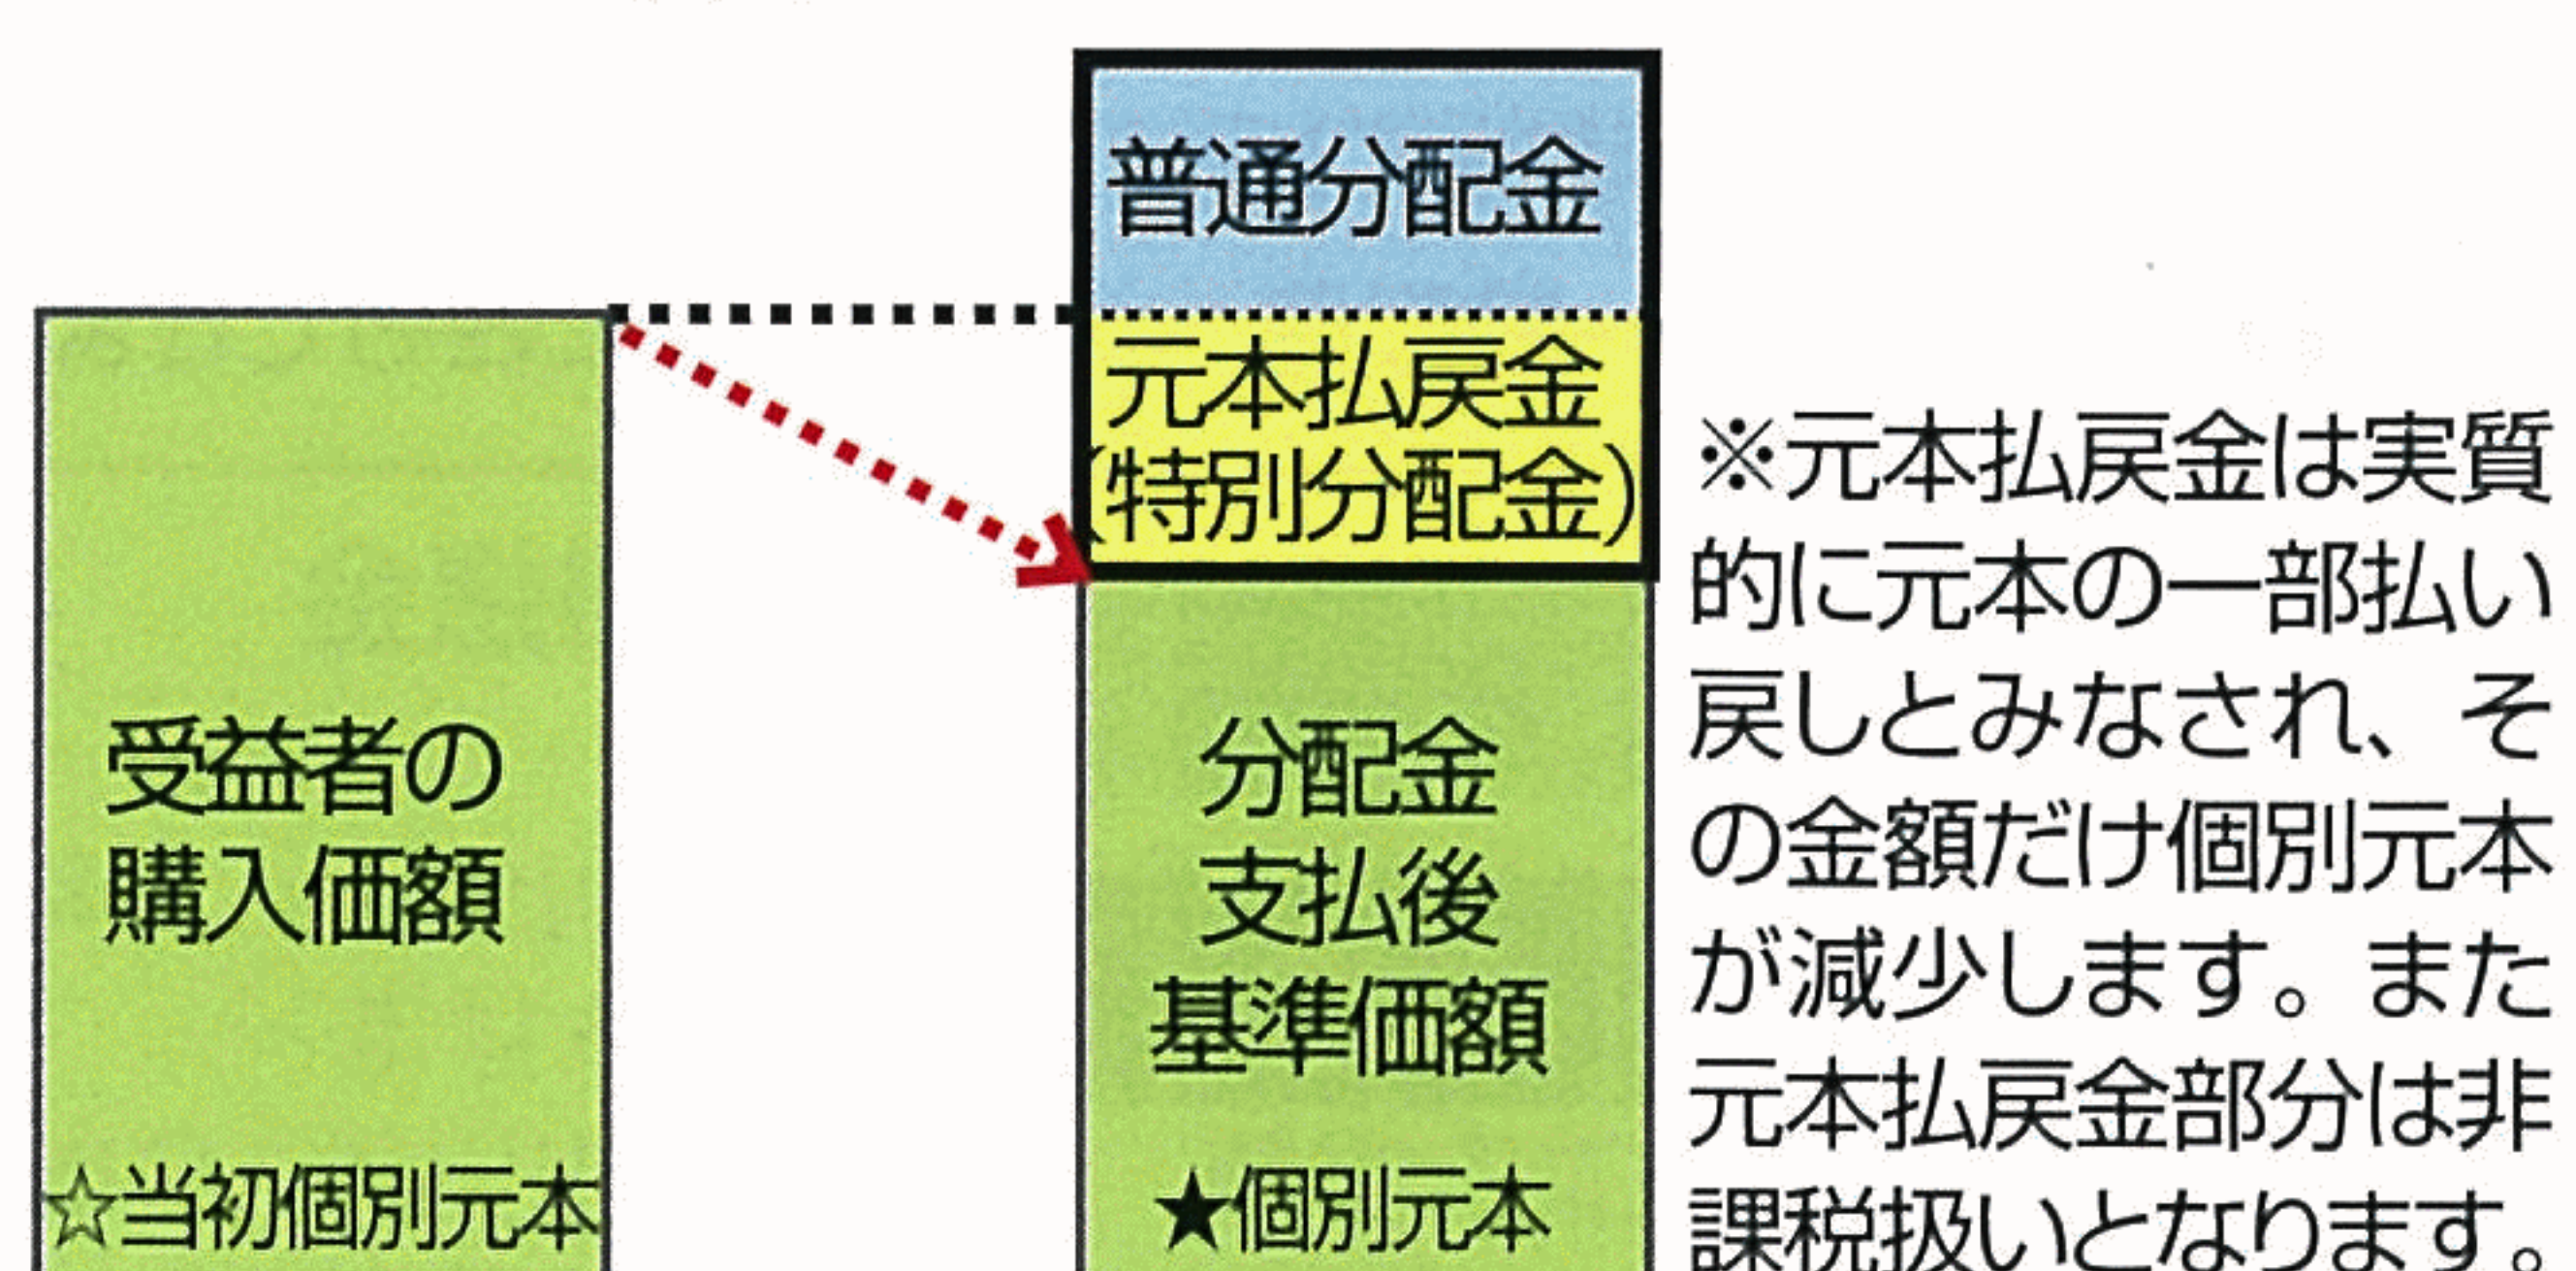 普通分配金
元本払戻金
(特別分配金)
受益者の
購入価額
☆当初個別元本
分配金
支払後
基準価額
★個別元本
※元本払戻金は実質
的に元本の一部払い
戻しとみなされ、そ
の金額だけ個別元本
が減少します。また
元本払戻金部分は非
課税扱いとなります。